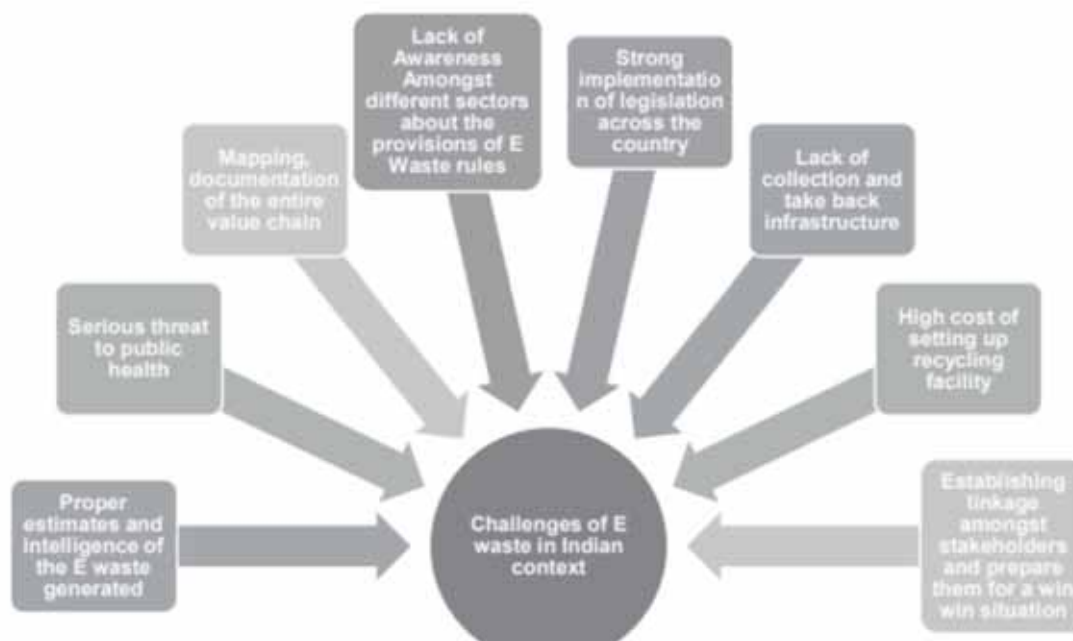 Proper
estimates and
intelligence of
the E waste
generated
Serious threat
to public
health
Mapping,
documentation
of the entire
value chain
Lack of
Awareness
Amongst
different sectors
about the
provisions of E
Waste rules
Strong
implementatio
n of legislation
across the
country
Lack of
collection and
take back
infrastructure
High cost of
setting up
recycling
facility
Establishing
linkage
amongst
stakeholders
and prepare
them for a win
win situation
Challenges of E
waste in Indian
context